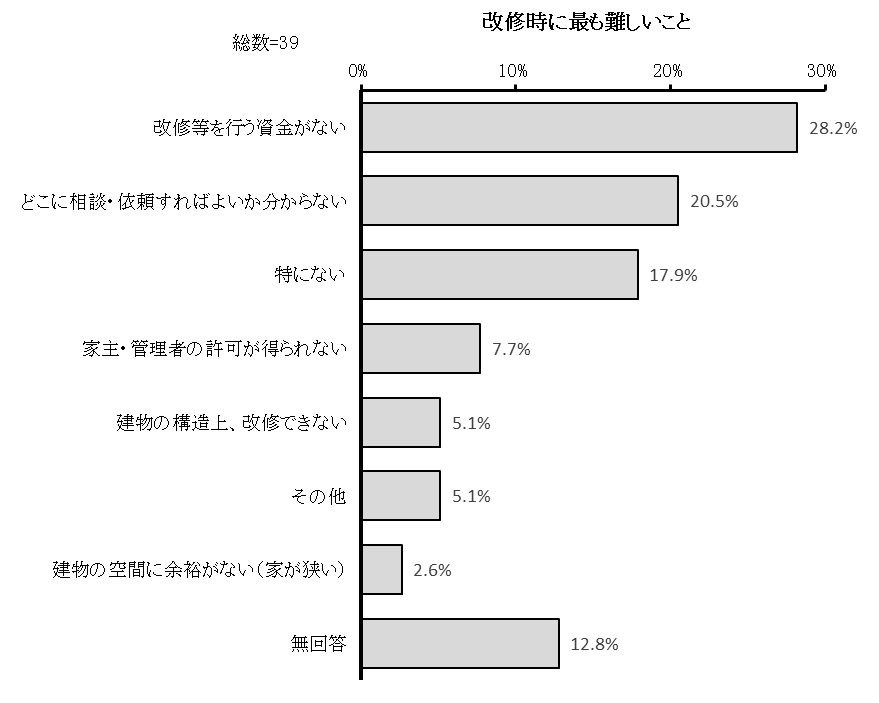 改修時に最も難しいこと
総数=39
0% 10% 20% 30%
改修等を行う資金がない 28.2%
どこに相談・依頼すればよいか分からない 20.5%
特にない 17.9%
家主・管理者の許可が得られない 7.7%
建物の構造上、改修できない 5.1%
その他 5.1%
建物の空間に余裕がない（家が狭い） 2.6%
無回答 12.8%